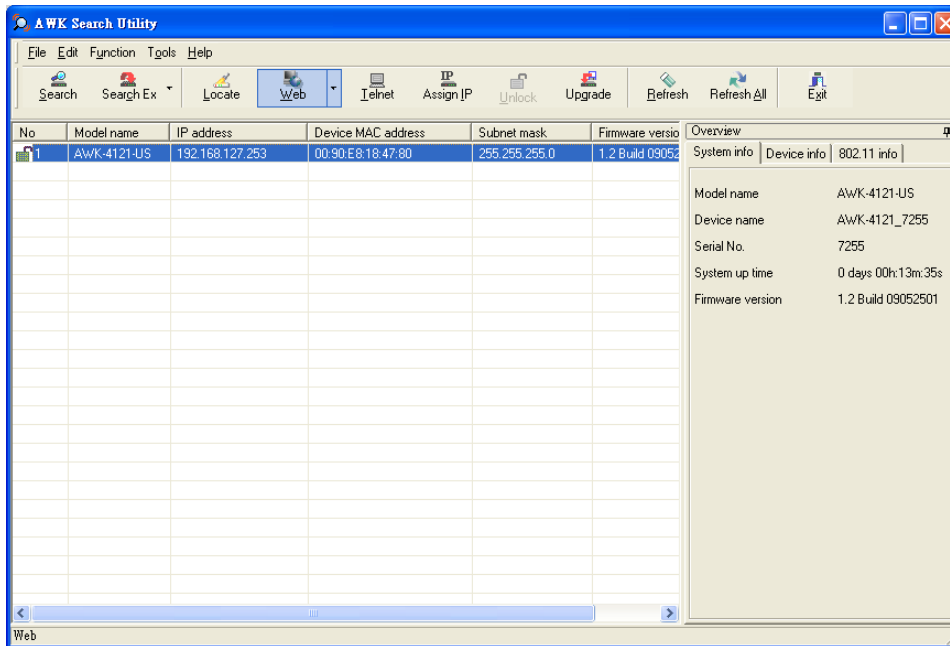 AWK Search Utility
File Edit Function Tools Help
Search Search Ex Locate Web Telnet IP Assign IP Unlock Upgrade Refresh Refresh All Exit
No Model name IP address Device MAC address Subnet mask Firmware versio
1 AWK-4121-US 192.168.127.253 00:90:E8:18:47:80 255.255.255.0 1.2 Build 09052
Overview
System info Device info 802.11 info
Model name AWK-4121-US
Device name AWK-4121_7255
Serial No. 7255
System up time 0 days 00h:13m:35s
Firmware version 1.2 Build 09052501
Web